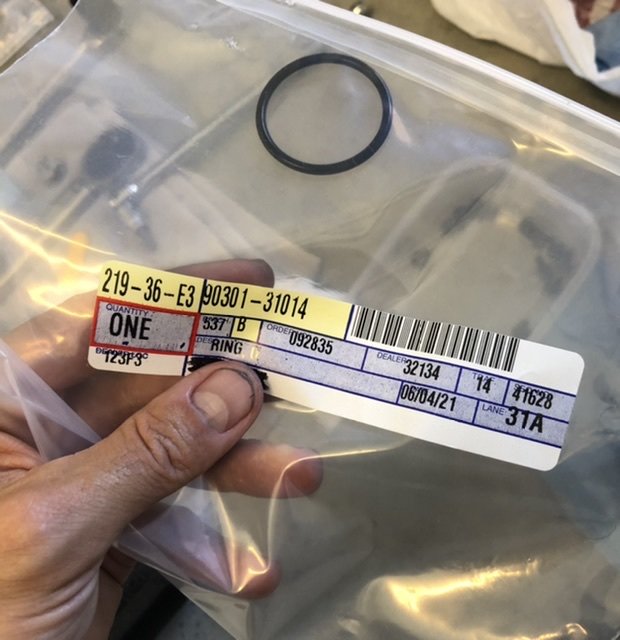 219-36-E3 90301-31014
QUANTITY
ONE
537 B
ORDER
092835
RING
DEALER
32134
14
41628
123F3
06/04/21
LANE
31A